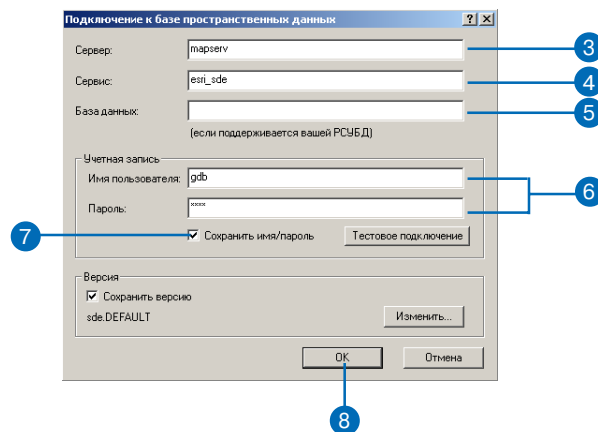 Подключение к базе пространственных данных
Сервер: mapserv 3
Сервис: esri_sde 4
База данных: 5
(если поддерживается вашей РСУБД)
Учетная запись
Имя пользователя: gdb
6
Пароль: ****
7 Сохранить имя/пароль Тестовое подключение
Версия
Сохранить версию
sde.DEFAULT Изменить...
OK Отмена
8